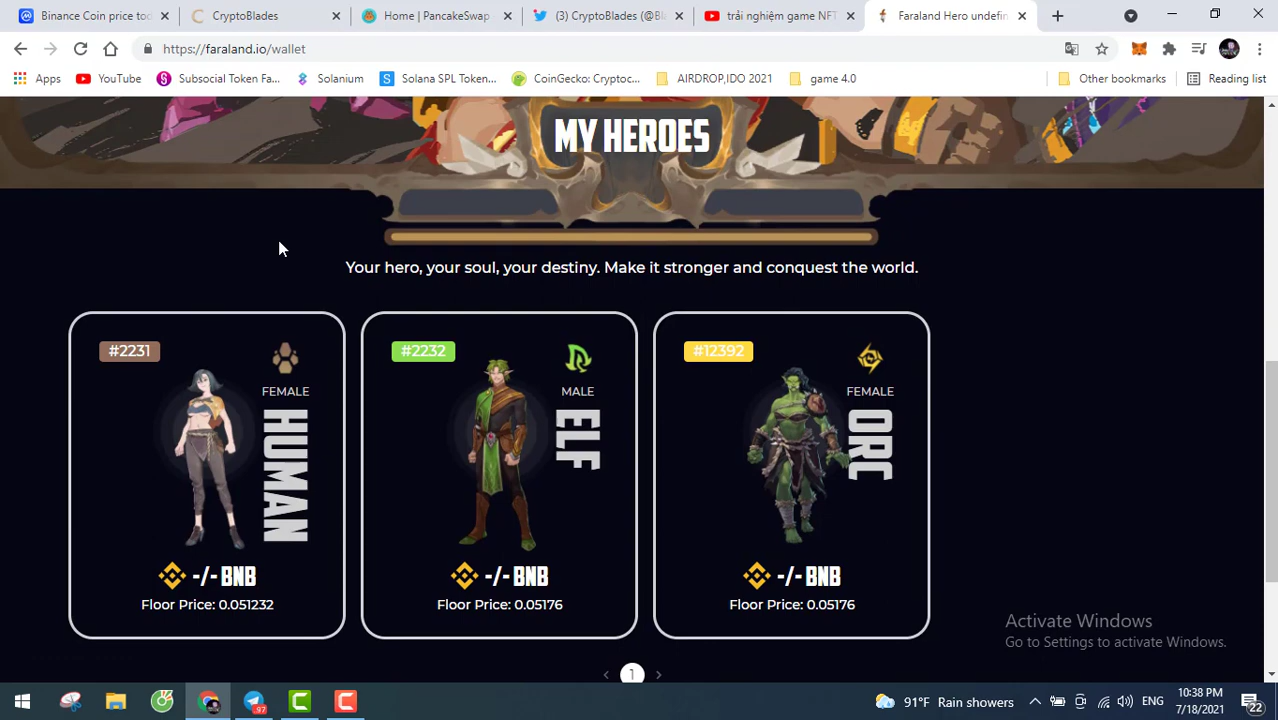 Binance Coin price tod
CryptoBlades
Home | PancakeSwap
(3) CryptoBlades (@Bla
trải nghiệm game NFT
Faraland Hero undefin
https://faraland.io/wallet
Apps
YouTube
Subsocial Token Fa...
Solanium
Solana SPL Token...
CoinGecko: Cryptoc...
AIRDROP,IDO 2021
game 4.0
Other bookmarks
Reading list
MY HEROES
Your hero, your soul, your destiny. Make it stronger and conquest the world.
#2231
FEMALE
HUMAN
-/- BNB
Floor Price: 0.051232
#2232
MALE
ELF
-/- BNB
Floor Price: 0.05176
#12392
FEMALE
ORC
-/- BNB
Floor Price: 0.05176
1
Activate Windows
Go to Settings to activate Windows.
97
91°F Rain showers
ENG
10:38 PM
7/18/2021
22